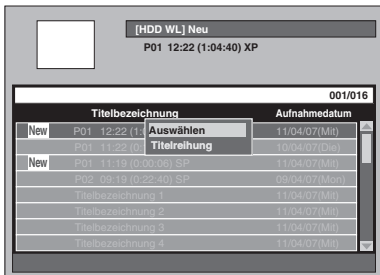 [HDD WL] Neu
P01 12:22 (1:04:40) XP
001/016
Titelbezeichnung Aufnahmedatum
New P01 12:22 (1:0 11/04/07(Mit)
Auswählen
P01 11:22 (0: 10/04/07(Die)
Titelreihung
New P01 11:19 (0:00:06) SP 11/04/07(Mit)
P02 09:19 (0:22:40) SP 09/04/07(Mon)
Titelbezeichnung 1 11/04/07(Mit)
Titelbezeichnung 2 11/04/07(Mit)
Titelbezeichnung 3 11/04/07(Mit)
Titelbezeichnung 4 11/04/07(Mit)